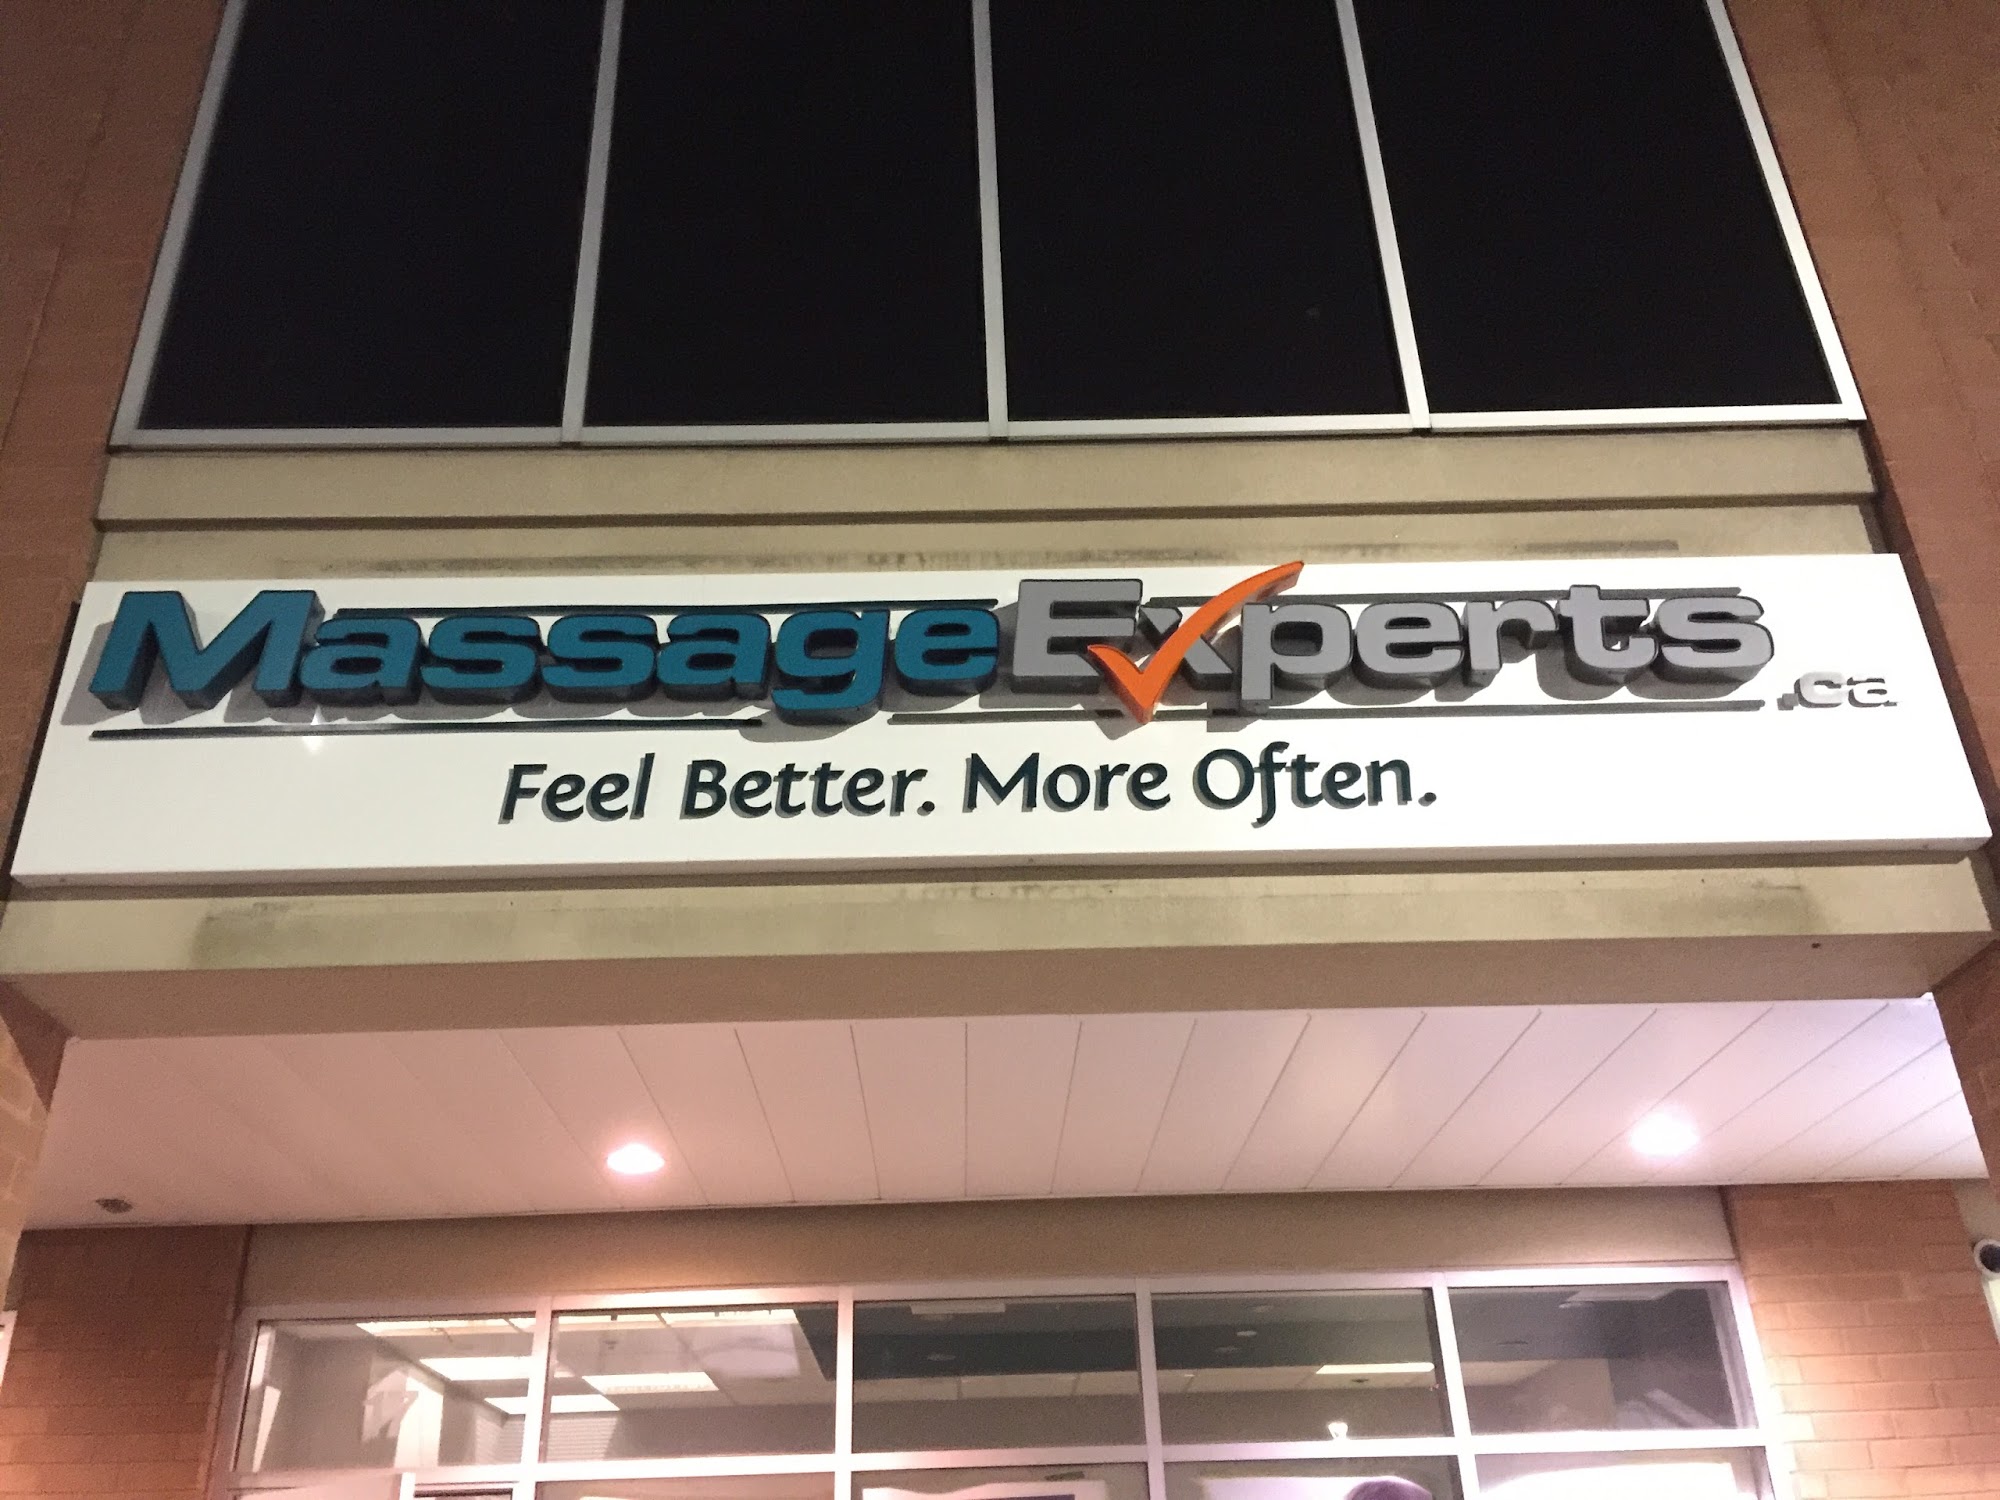 MassageExperts.ca
Feel Better. More Often.